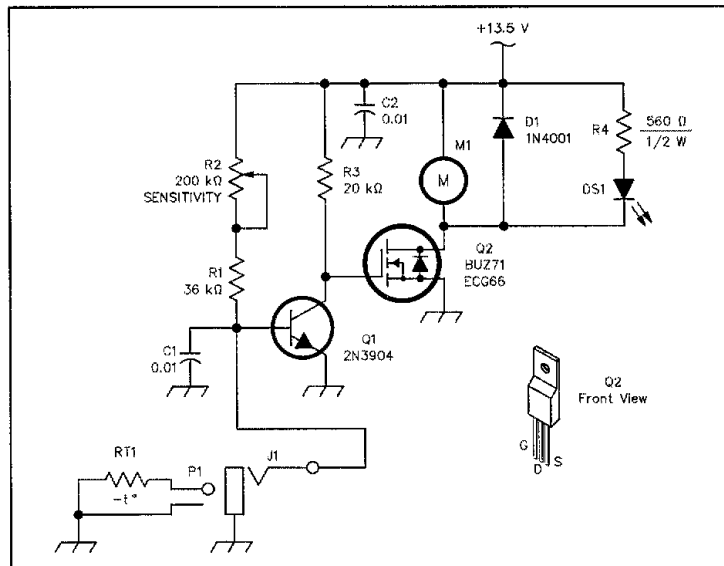 +13.5 V
C2
0.01
R2
200 kΩ
SENSITIVITY
R3
20 kΩ
M1
M
D1
1N4001
R4
560 Ω
1/2 W
DS1
R1
36 kΩ
Q2
BUZ71
ECG66
C1
0.01
Q1
2N3904
Q2
Front View
G
D
S
RT1
-t°
P1
J1